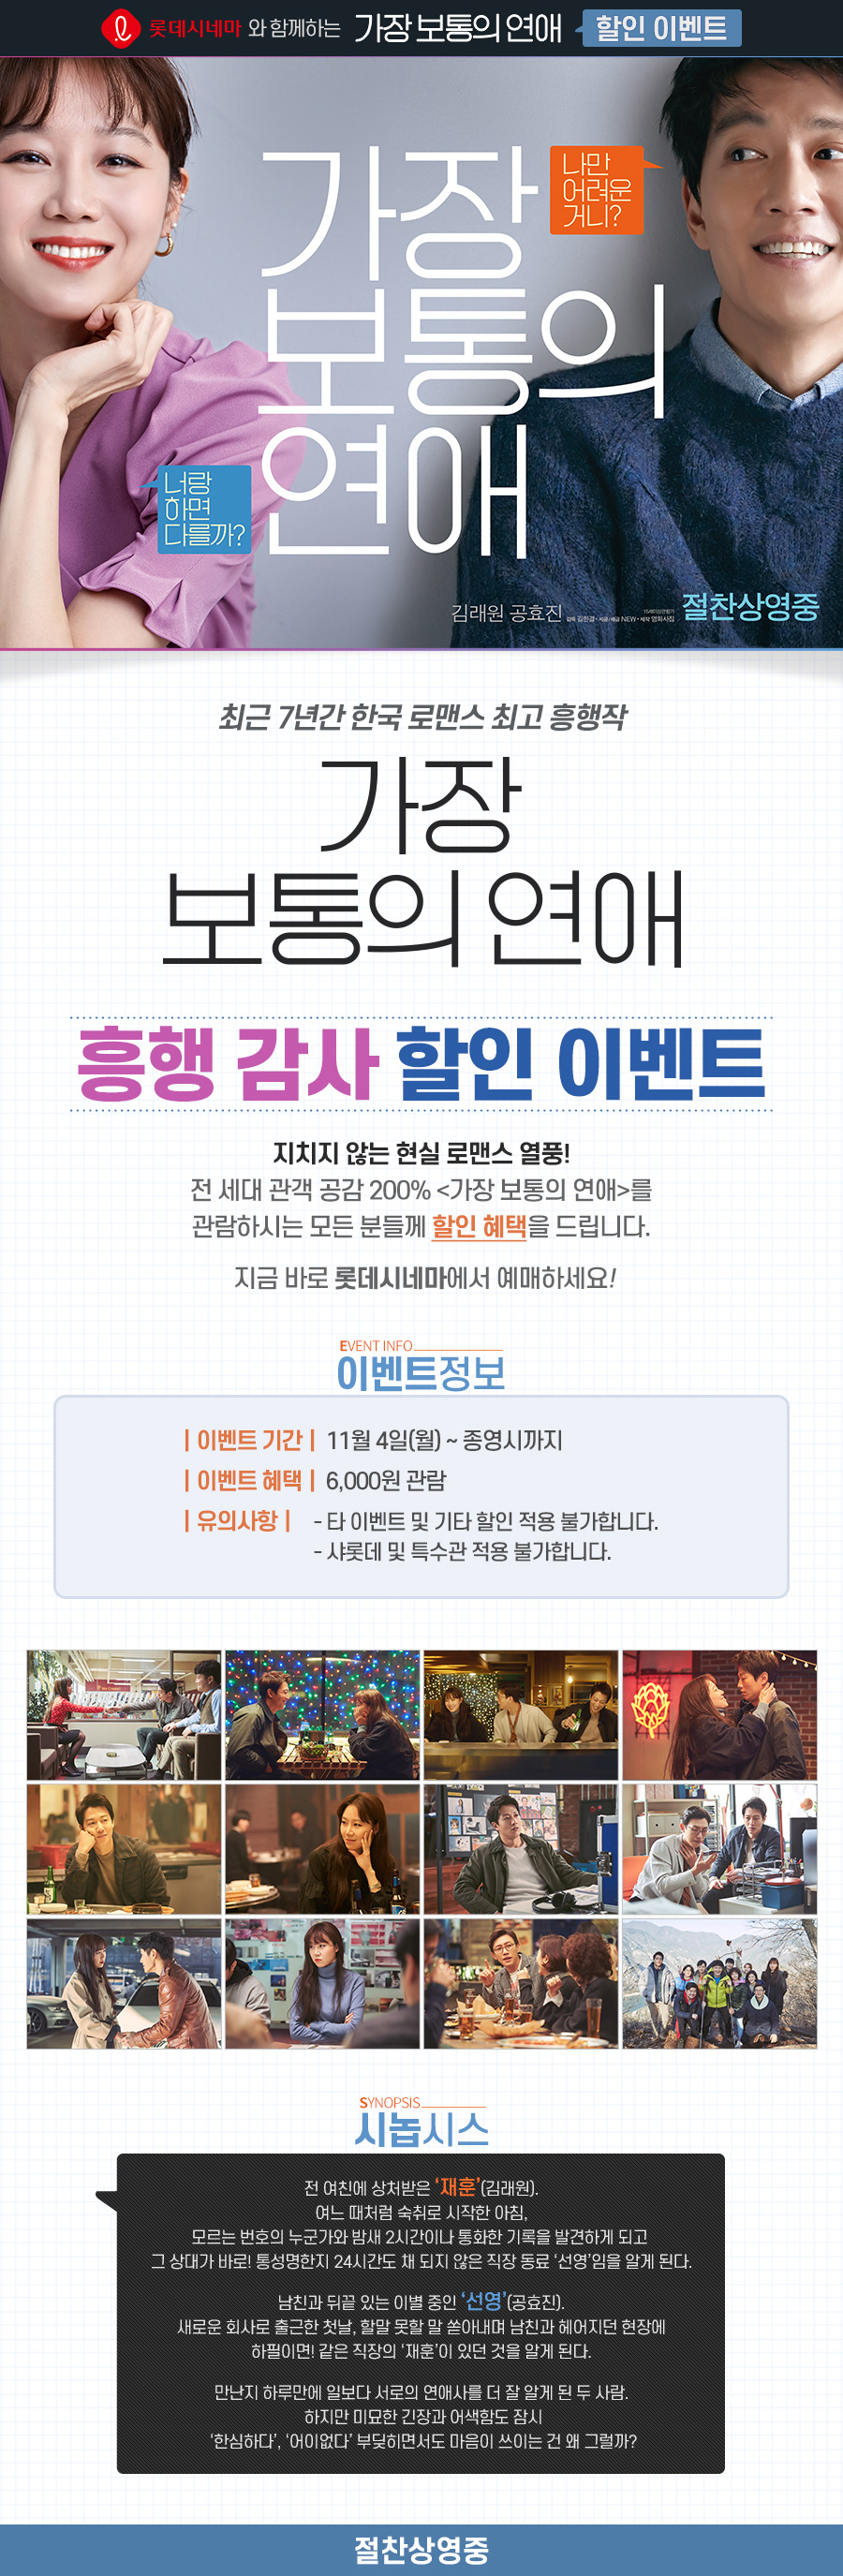 롯데시네마 와 함께하는 가장 보통의 연애 할인 이벤트
가장
보통의
연애
나만
어려운
거니?
너랑
하면
다를까?
김래원 공효진
감독 김한결 • 제공/배급 NEW • 제작 영화사집
절찬상영중
최근 7년간 한국 로맨스 최고 흥행작
가장
보통의 연애
흥행 감사 할인 이벤트
지치지 않는 현실 로맨스 열풍!
전 세대 관객 공감 200% <가장 보통의 연애>를
관람하시는 모든 분들께 할인 혜택을 드립니다.
지금 바로 롯데시네마에서 예매하세요!
EVENT INFO
이벤트정보
| 이벤트 기간 | 11월 4일(월) ~ 종영시까지
| 이벤트 혜택 | 6,000원 관람
| 유의사항 | - 타 이벤트 및 기타 할인 적용 불가합니다.
- 샤롯데 및 특수관 적용 불가합니다.
SYNOPSIS
시놉시스
전 여친에 상처받은 ‘재훈’(김래원).
여느 때처럼 숙취로 시작한 아침,
모르는 번호의 누군가와 밤새 2시간이나 통화한 기록을 발견하게 되고
그 상대가 바로! 통성명한지 24시간도 채 되지 않은 직장 동료 ‘선영’임을 알게 된다.
남친과 뒤끝 있는 이별 중인 ‘선영’(공효진).
새로운 회사로 출근한 첫날, 할말 못할 말 쏟아내며 남친과 헤어지던 현장에
하필이면! 같은 직장의 ‘재훈’이 있던 것을 알게 된다.
만난지 하루만에 일보다 서로의 연애사를 더 잘 알게 된 두 사람.
하지만 미묘한 긴장과 어색함도 잠시
‘한심하다’, ‘어이없다’ 부딪히면서도 마음이 쓰이는 건 왜 그럴까?
절찬상영중